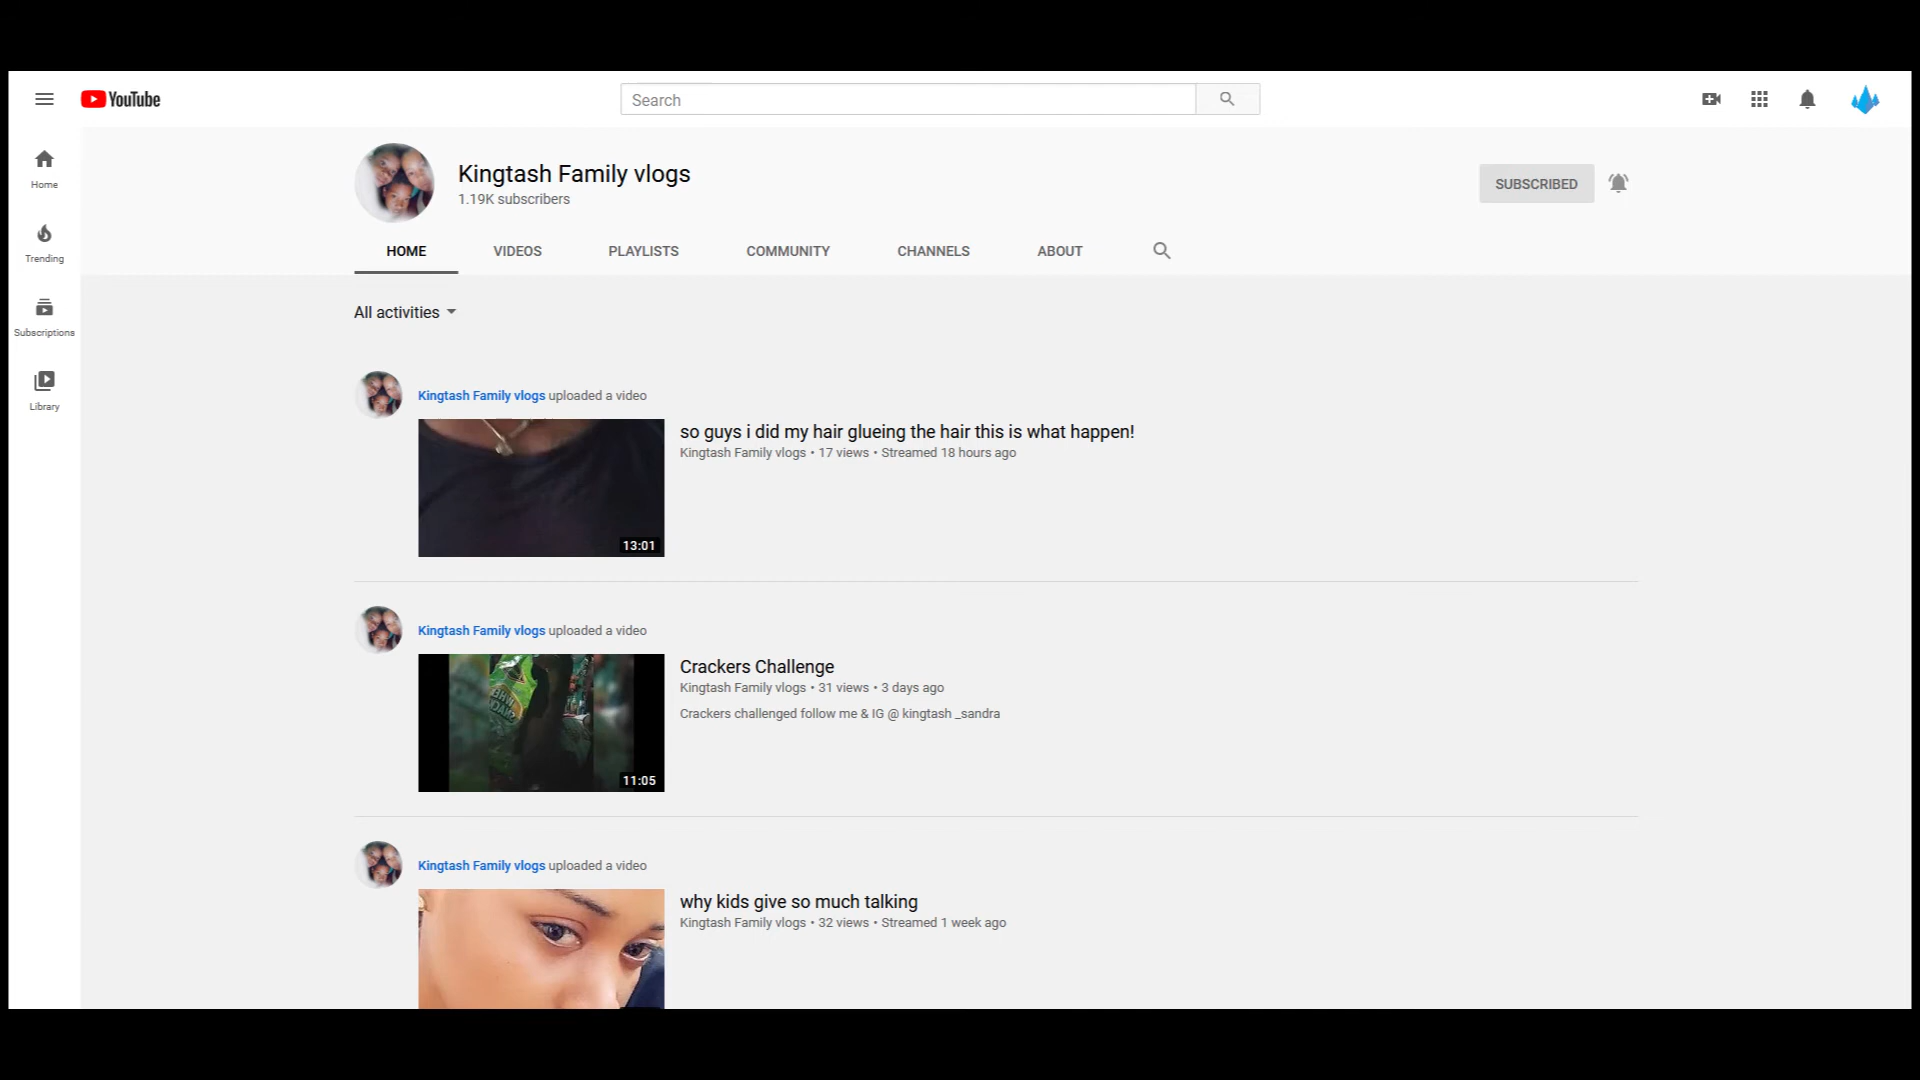 YouTube
Search
Home
Trending
Subscriptions
Library
Kingtash Family vlogs
1.19K subscribers
SUBSCRIBED
HOME VIDEOS PLAYLISTS COMMUNITY CHANNELS ABOUT
All activities
Kingtash Family vlogs uploaded a video
so guys i did my hair glueing the hair this is what happen!
Kingtash Family vlogs • 17 views • Streamed 18 hours ago
13:01
Kingtash Family vlogs uploaded a video
Crackers Challenge
Kingtash Family vlogs • 31 views • 3 days ago
Crackers challenged follow me & IG @ kingtash _sandra
11:05
Kingtash Family vlogs uploaded a video
why kids give so much talking
Kingtash Family vlogs • 32 views • Streamed 1 week ago